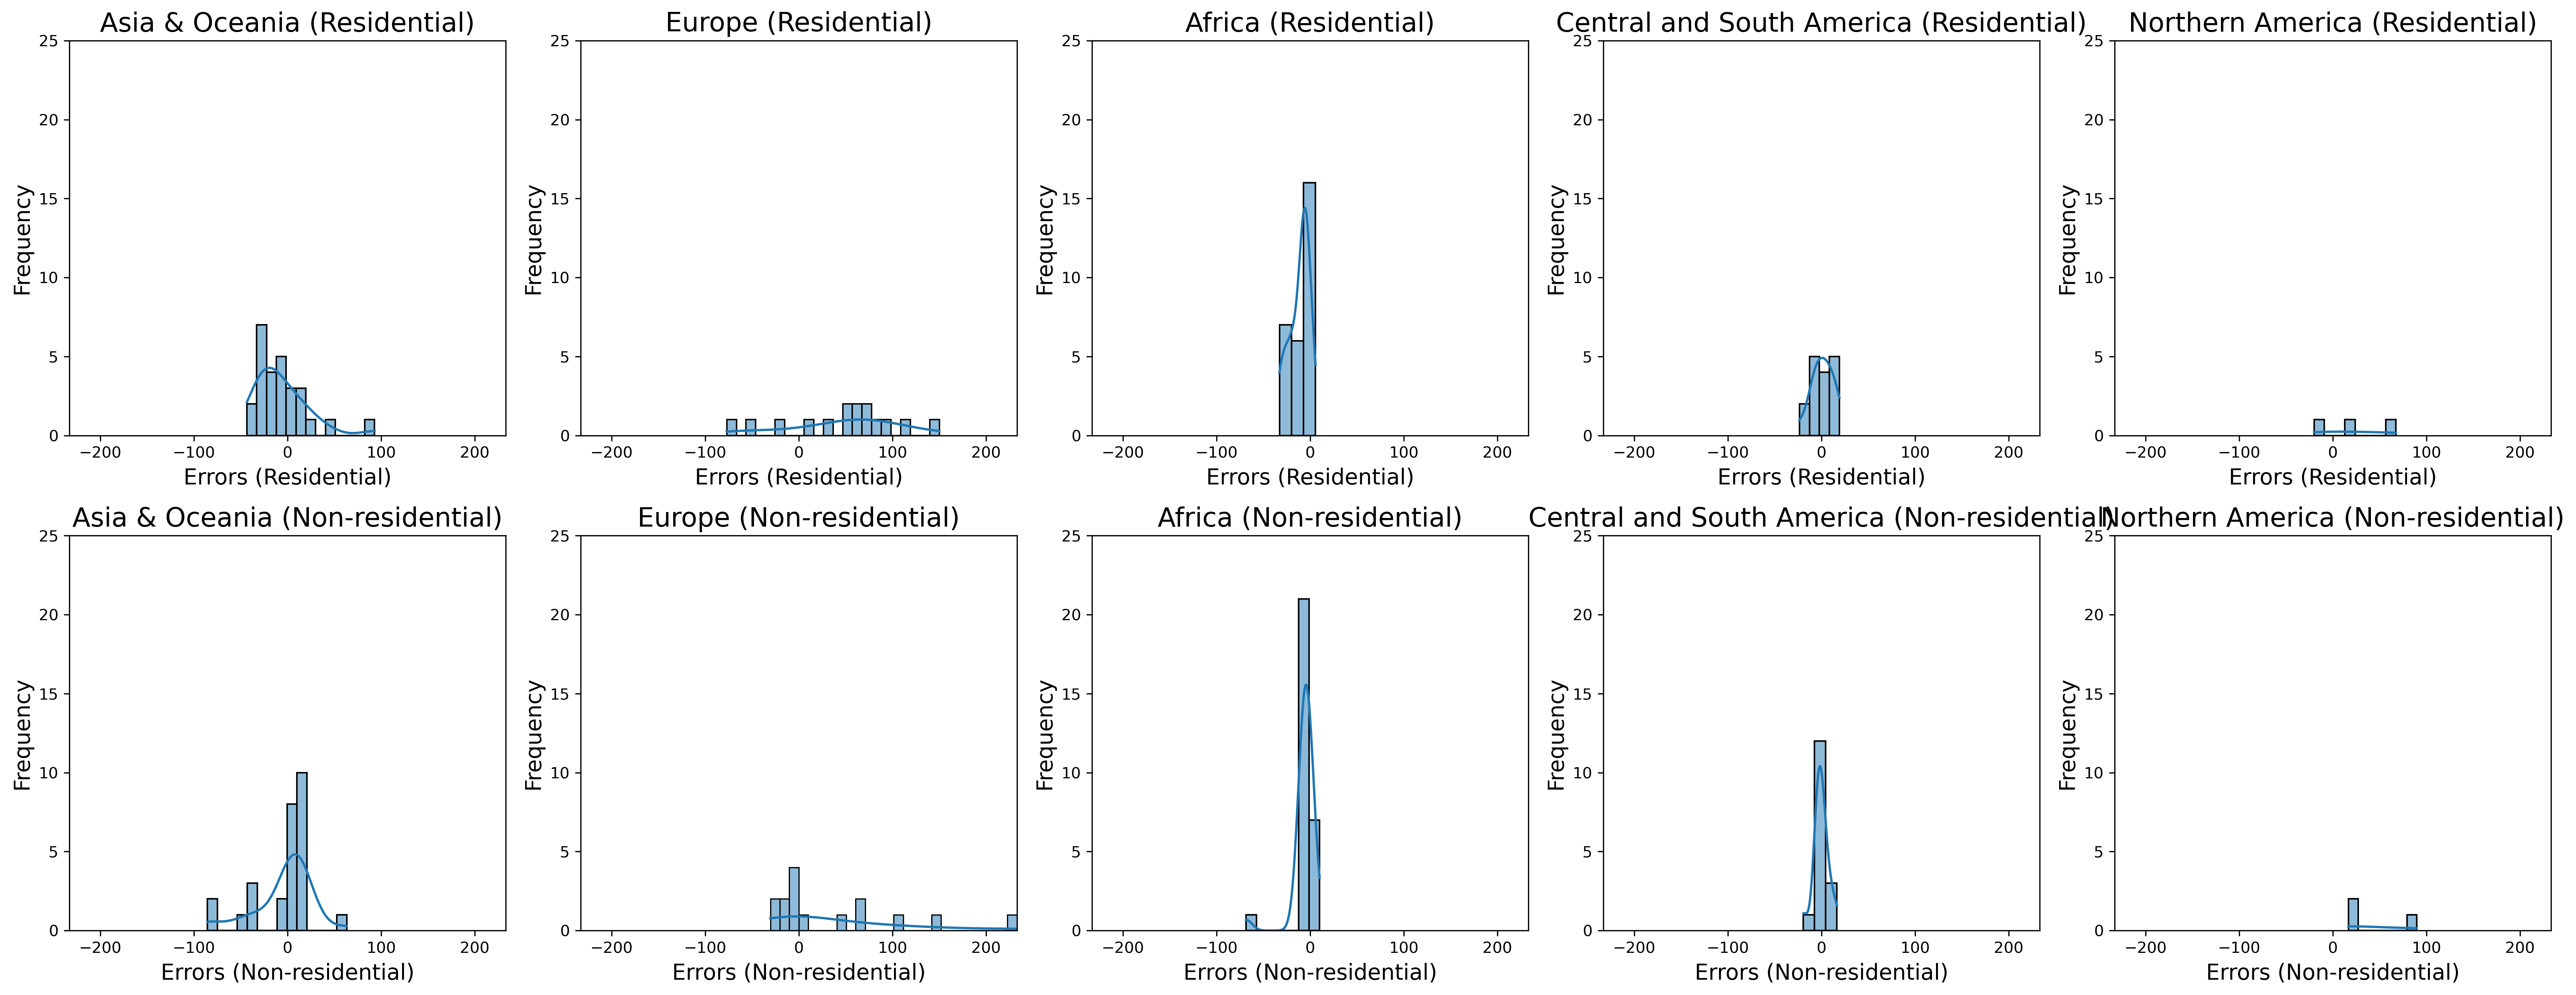 Asia & Oceania (Residential)
25
20
15
10
5
0
Frequency
−200 −100 0 100 200
Errors (Residential)
Europe (Residential)
25
20
15
10
5
0
Frequency
−200 −100 0 100 200
Errors (Residential)
Africa (Residential)
25
20
15
10
5
0
Frequency
−200 −100 0 100 200
Errors (Residential)
Central and South America (Residential)
25
20
15
10
5
0
Frequency
−200 −100 0 100 200
Errors (Residential)
Northern America (Residential)
25
20
15
10
5
0
Frequency
−200 −100 0 100 200
Errors (Residential)
Asia & Oceania (Non-residential)
25
20
15
10
5
0
Frequency
−200 −100 0 100 200
Errors (Non-residential)
Europe (Non-residential)
25
20
15
10
5
0
Frequency
−200 −100 0 100 200
Errors (Non-residential)
Africa (Non-residential)
25
20
15
10
5
0
Frequency
−200 −100 0 100 200
Errors (Non-residential)
Central and South America (Non-residential)
25
20
15
10
5
0
Frequency
−200 −100 0 100 200
Errors (Non-residential)
Northern America (Non-residential)
25
20
15
10
5
0
Frequency
−200 −100 0 100 200
Errors (Non-residential)